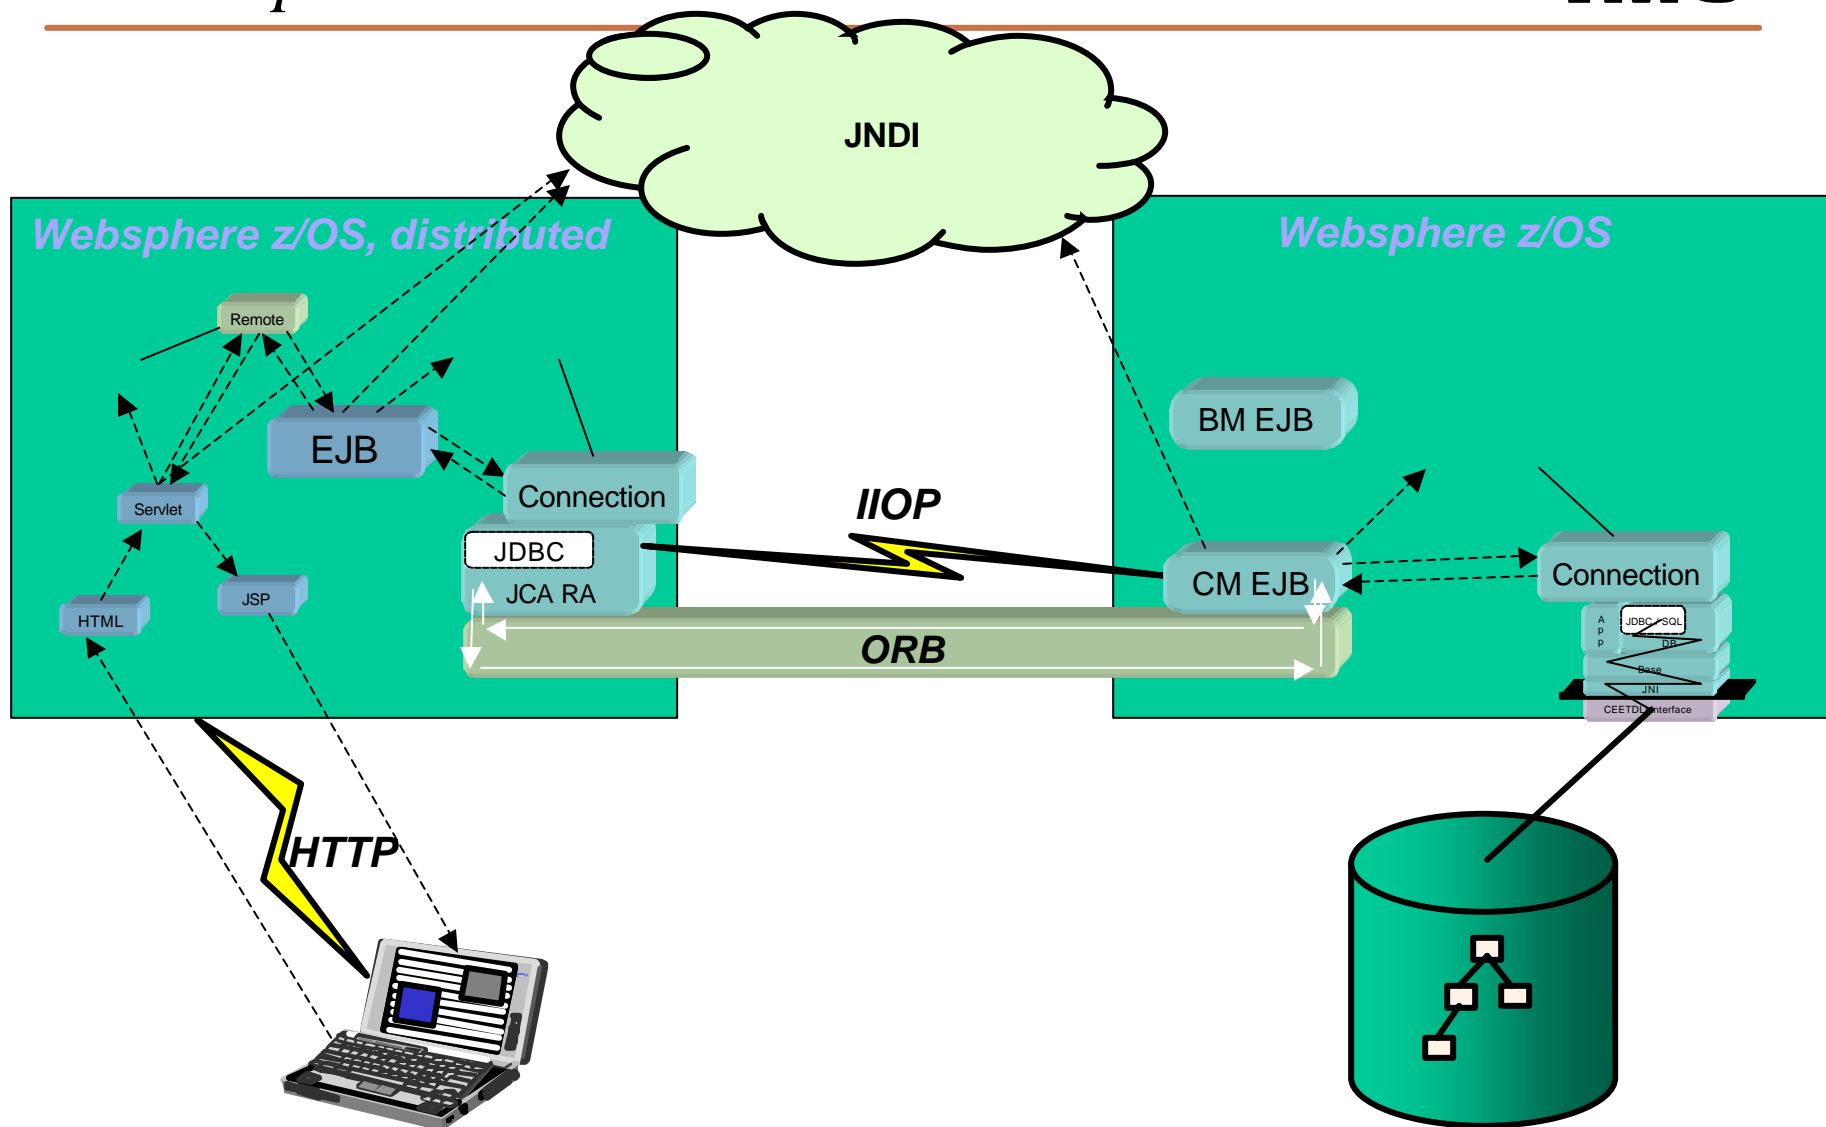 JNDI
Websphere z/OS, distributed
Websphere z/OS
Remote
EJB
BM EJB
Servlet
Connection
IIOP
JDBC
JCA RA
CM EJB
Connection
JSP
HTML
ORB
App
JDBC / SQL
DB
Base
JNI
Interface
HTTP